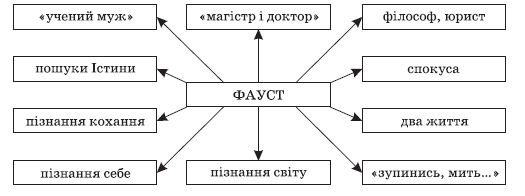 «учений муж»
«магістр і доктор»
філософ, юрист
пошуки Істини
спокуса
ФАУСТ
пізнання кохання
два життя
пізнання себе
пізнання світу
«зупинись, мить...»